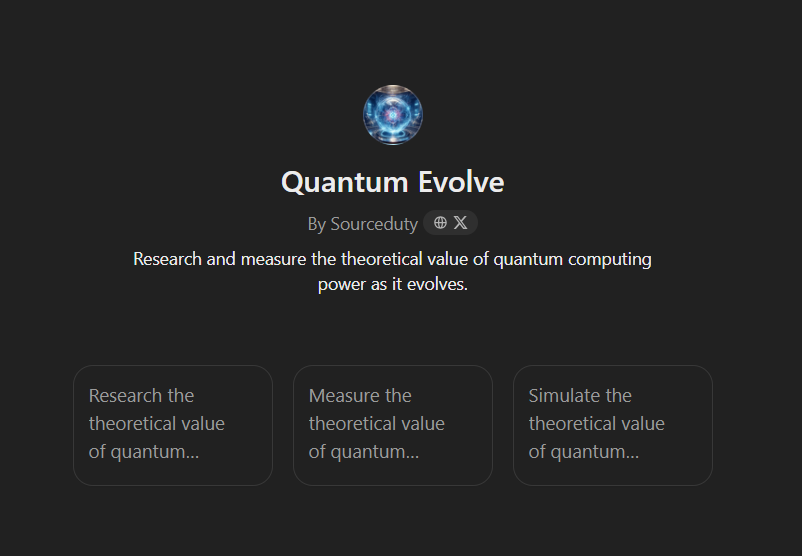 Quantum Evolve
By Sourceduty
Research and measure the theoretical value of quantum computing
power as it evolves.
Research the
theoretical value
of quantum...
Measure the
theoretical value
of quantum...
Simulate the
theoretical value
of quantum...